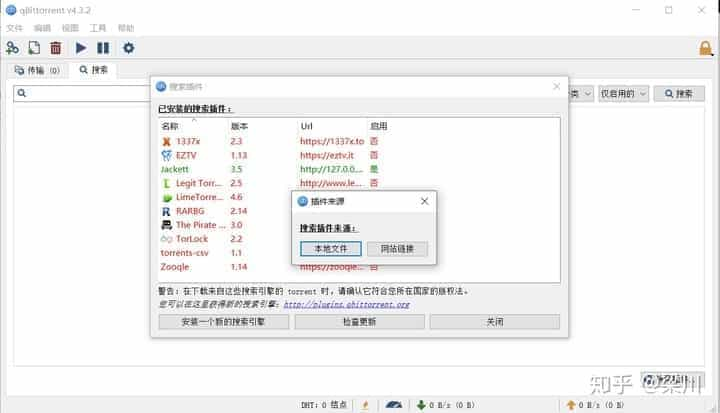 qBittorrent v4.3.2
文件 编辑 视图 工具 帮助
传输 (0) 搜索
类 仅启用的 搜索
搜索插件
已安装的搜索插件：
名称 版本 Url 启用
1337x 2.3 https://1337x.to 否
EZTV 1.13 https://eztv.it 否
Jackett 3.5 http://127.0.0... 是
Legit Torr... 2.5 http://www.le... 否
LimeTorre... 4.6
RARBG 2.14
The Pirate ... 3.0
TorLock 2.2
torrents-csv 1.1
Zooqle 1.14 https://zooqle... 否
插件来源
搜索插件来源：
本地文件 网站链接
警告：在下载来自这些搜索引擎的 torrent 时，请确认它符合您所在国家的版权法。
您可以在这里获得新的搜索引擎：http://plugins.qbittorrent.org
安装一个新的搜索引擎 检查更新 关闭
知乎 @柒川
DHT：0 结点 0 B/s (0 B) 0 B/s (0 B)